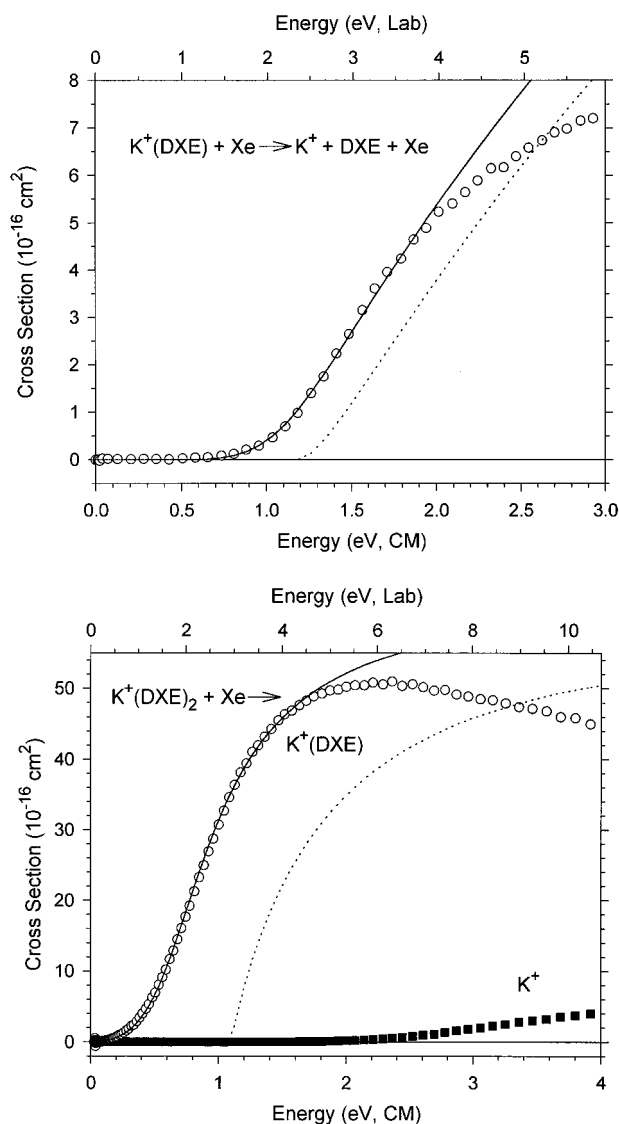 Energy (eV, Lab)
0 1 2 3 4 5
8
7
6
5
4
3
2
1
0
Cross Section (10⁻¹⁶ cm²)
K⁺(DXE) + Xe → K⁺ + DXE + Xe
0.0 0.5 1.0 1.5 2.0 2.5 3.0
Energy (eV, CM)
Energy (eV, Lab)
0 2 4 6 8 10
50
40
30
20
10
0
Cross Section (10⁻¹⁶ cm²)
K⁺(DXE)₂ + Xe →
K⁺(DXE)
K⁺
0 1 2 3 4
Energy (eV, CM)